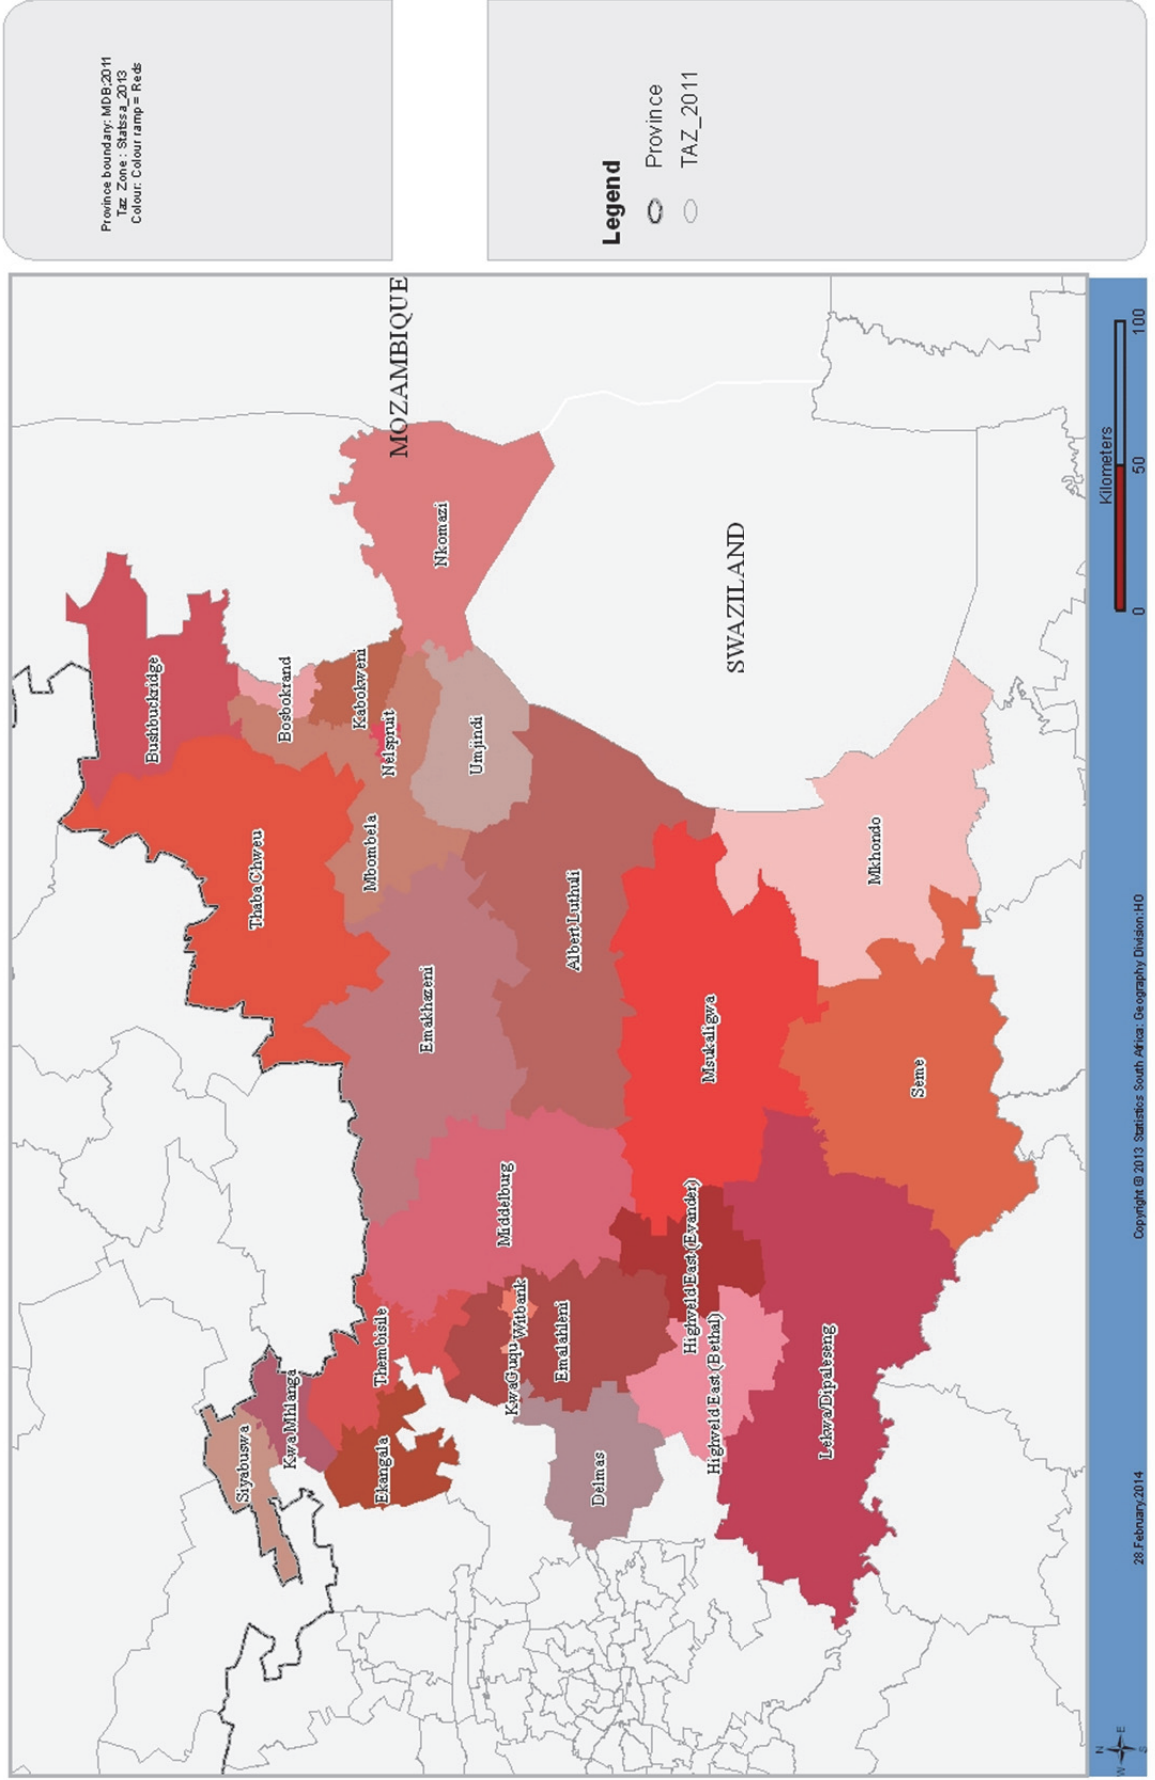 Province boundary: MDB;2011
Taz Zone : Statssa_2013
Colour: Colour ramp = Reds
Legend
Province
TAZ_2011
MOZAMBIQUE
SWAZILAND
Bushbuckridge
Bosbokrand
Kabokweni
Nelspruit
Nkomazi
Umjindi
Thaba Chweu
Mbombela
Emakhazeni
Albert Luthuli
Mkhondo
Msukaligwa
Seme
Middelburg
Highveld East (Evander)
Thembisile
KwaGuqu
Witbank
Emalahleni
Highveld East (Bethal)
Lekwa/Dipaleseng
Siyabuswa
Kwa Mhlanga
Ekangala
Delmas
Kilometers
0
50
100
N
W
E
S
28.February.2014
Copyright @ 2013 Statistics South Africa: Geography Division:HO